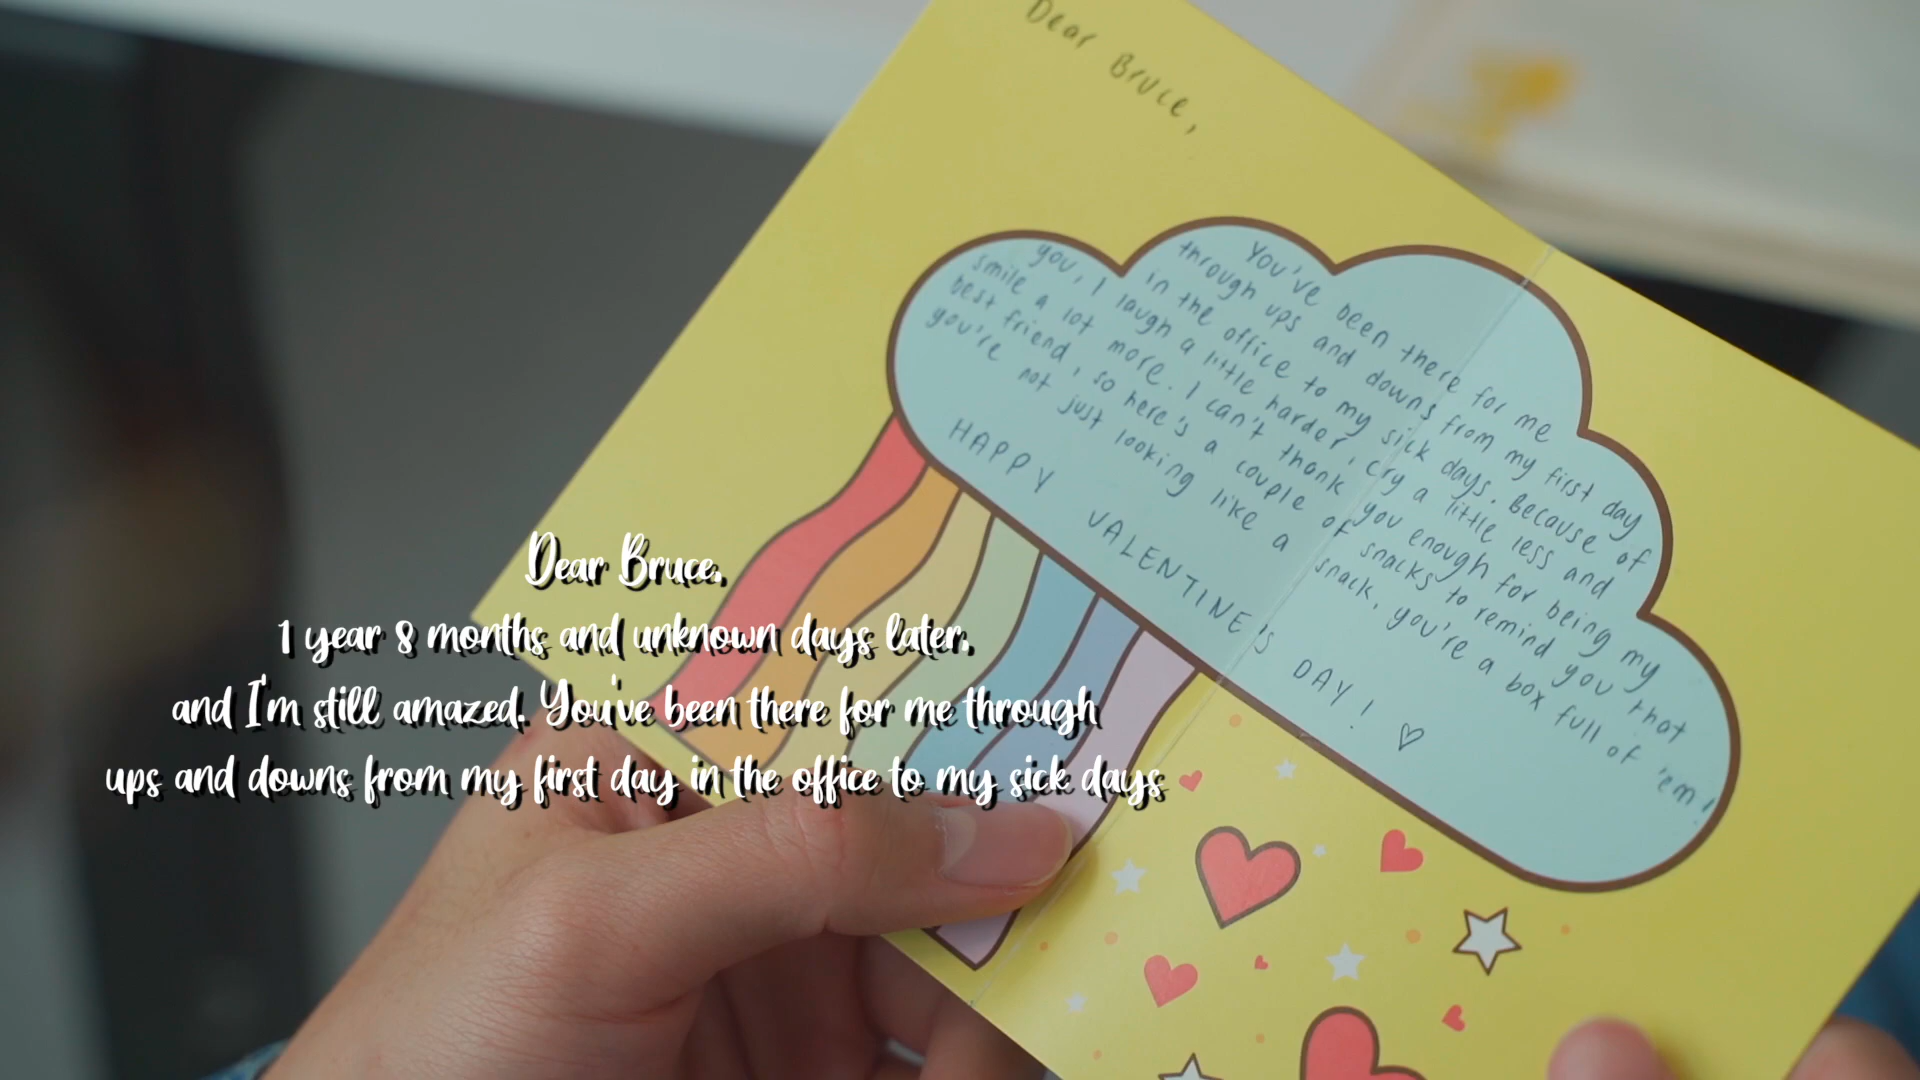 Dear Bruce,
You've been there for me
through ups and downs from my first day
in the office to my sick days. Because of
you, I laugh a little harder, cry a little less and
smile a lot more. I can't thank you enough for being my
best friend, so here's a couple of snacks to remind you that
you're not just looking like a snack, you're a box full of 'em!
HAPPY VALENTINE'S DAY! ♡
Dear Bruce,
1 year 8 months and unknown days later,
and I'm still amazed. You've been there for me through
ups and downs from my first day in the office to my sick days